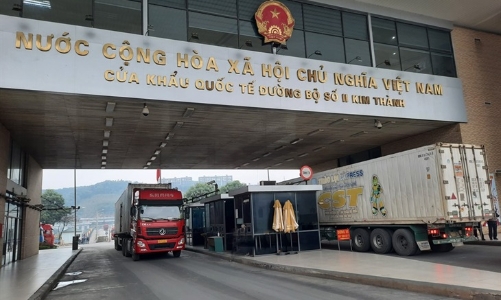 NƯỚC CỘNG HÒA XÃ HỘI CHỦ NGHĨA VIỆT NAM
CỬA KHẨU QUỐC TẾ ĐƯỜNG BỘ SỐ II KIM THÀNH